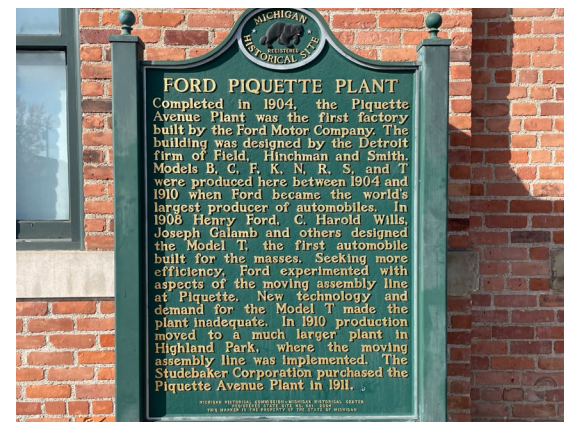 MICHIGAN
REGISTERED
HISTORICAL SITE
FORD PIQUETTE PLANT
Completed in 1904, the Piquette
Avenue Plant was the first factory
built by the Ford Motor Company. The
building was designed by the Detroit
firm of Field, Hinchman and Smith.
Models B, C, F, K, N, R, S, and T
were produced here between 1904 and
1910 when Ford became the world's
largest producer of automobiles. In
1908 Henry Ford, C. Harold Wills,
Joseph Galamb and others designed
the Model T, the first automobile
built for the masses. Seeking more
efficiency, Ford experimented with
aspects of the moving assembly line
at Piquette. New technology and
demand for the Model T made the
plant inadequate. In 1910 production
moved to a much larger plant in
Highland Park, where the moving
assembly line was implemented. The
Studebaker Corporation purchased the
Piquette Avenue Plant in 1911.
MICHIGAN HISTORICAL COMMISSION–MICHIGAN HISTORICAL CENTER
REGISTERED STATE SITE NO.
THIS MARKER IS THE PROPERTY OF THE STATE OF MICHIGAN